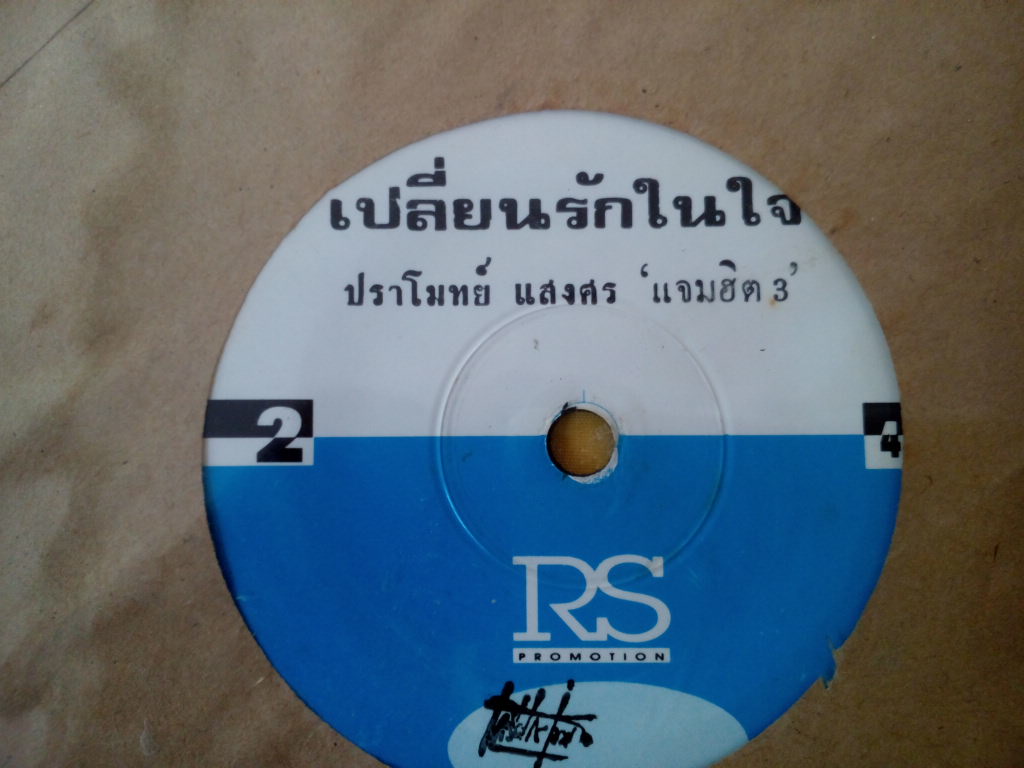 เปลี่ยนรักในใจ
ปราโมทย์ แสงศร 'แจมฮิต 3'
2 4
RS
PROMOTION